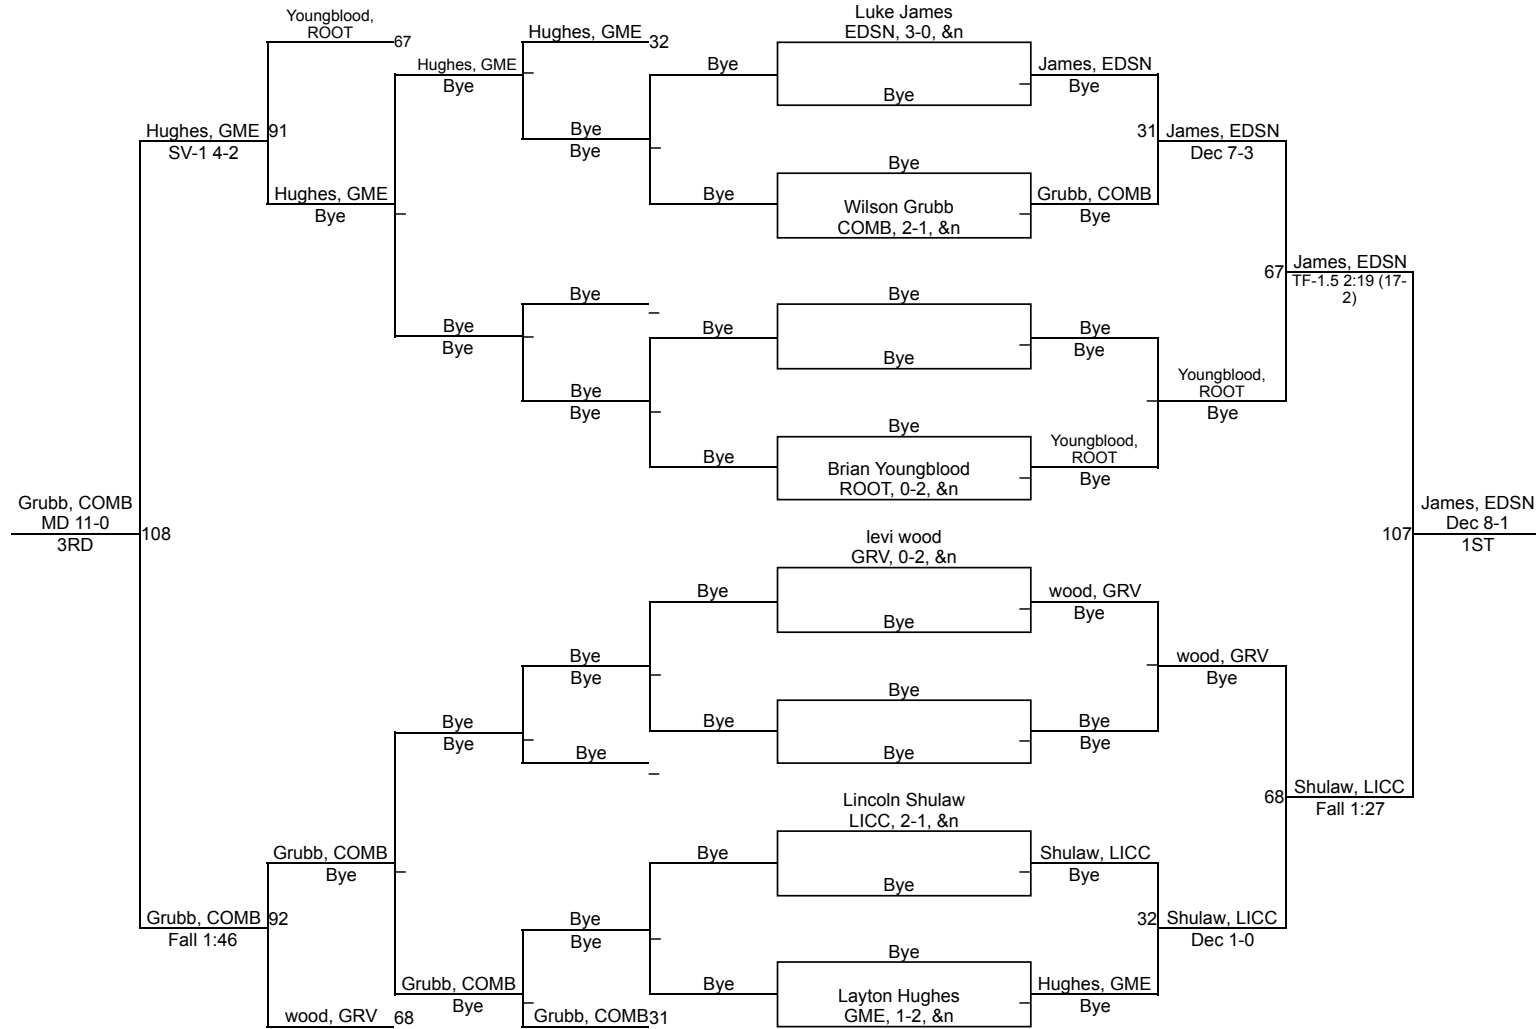 Luke James
EDSN, 3-0, &n
Youngblood,
ROOT
67
Hughes, GME
32
Hughes, GME
Bye
Bye
Bye
James, EDSN
Bye
Hughes, GME
91
SV-1 4-2
Bye
Bye
31
James, EDSN
Dec 7-3
Bye
Hughes, GME
Bye
Bye
Wilson Grubb
COMB, 2-1, &n
Grubb, COMB
Bye
James, EDSN
67
TF-1.5 2:19 (17-
2)
Bye
Bye
Bye
Bye
Bye
Bye
Bye
Bye
Bye
Bye
Youngblood,
ROOT
Bye
Bye
Bye
Youngblood,
ROOT
Bye
Brian Youngblood
ROOT, 0-2, &n
Grubb, COMB
MD 11-0
3RD
108
James, EDSN
Dec 8-1
1ST
107
levi wood
GRV, 0-2, &n
Bye
Bye
wood, GRV
Bye
Bye
Bye
wood, GRV
Bye
Bye
Bye
Bye
Bye
Bye
Bye
Bye
Bye
Shulaw, LICC
68
Fall 1:27
Lincoln Shulaw
LICC, 2-1, &n
Grubb, COMB
Bye
Bye
Bye
Shulaw, LICC
Bye
Grubb, COMB
92
Fall 1:46
Bye
Bye
32
Shulaw, LICC
Dec 1-0
Bye
Grubb, COMB
Bye
Bye
Layton Hughes
GME, 1-2, &n
Hughes, GME
Bye
wood, GRV
68
Grubb, COMB
31